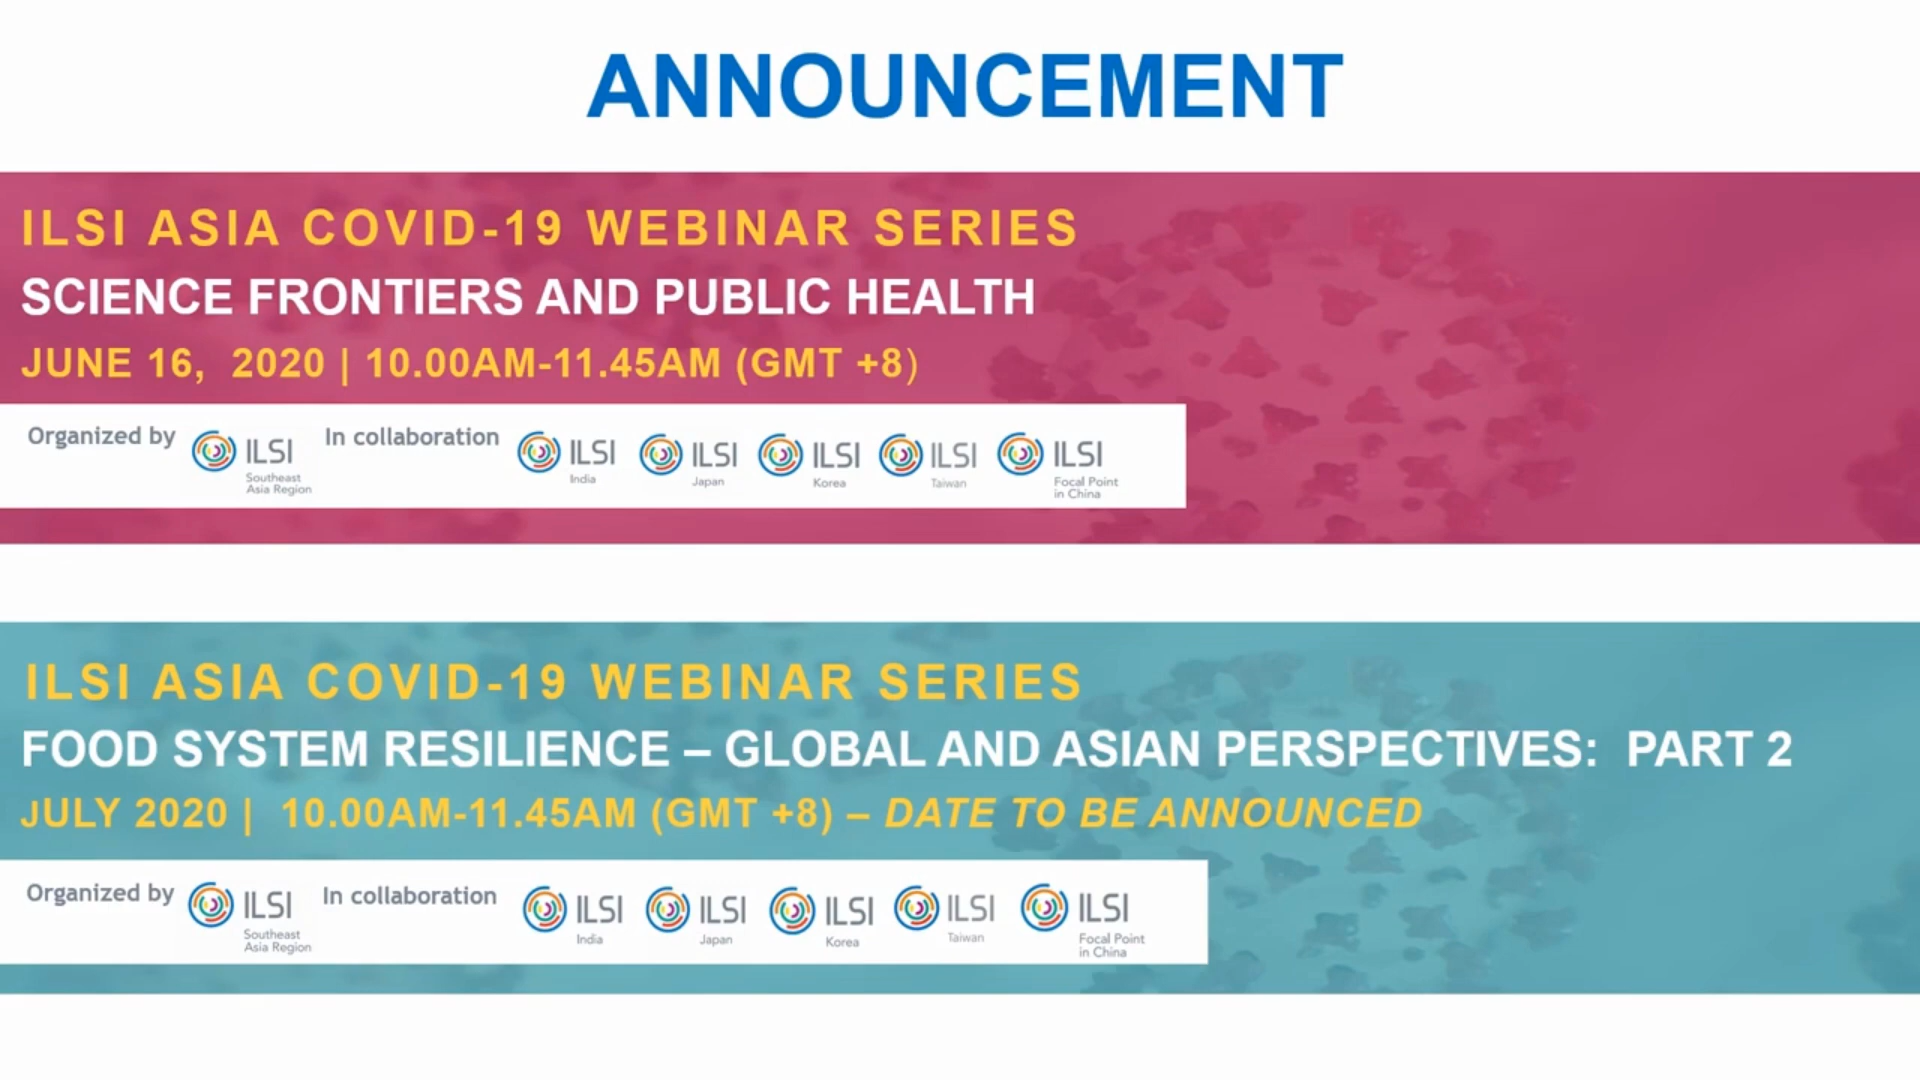 ANNOUNCEMENT
ILSI ASIA COVID-19 WEBINAR SERIES
SCIENCE FRONTIERS AND PUBLIC HEALTH
JUNE 16, 2020 | 10.00AM-11.45AM (GMT +8)
Organized by ILSI Southeast Asia Region In collaboration ILSI India ILSI Japan ILSI Korea ILSI Taiwan ILSI Focal Point in China
ILSI ASIA COVID-19 WEBINAR SERIES
FOOD SYSTEM RESILIENCE – GLOBAL AND ASIAN PERSPECTIVES: PART 2
JULY 2020 | 10.00AM-11.45AM (GMT +8) – DATE TO BE ANNOUNCED
Organized by ILSI Southeast Asia Region In collaboration ILSI India ILSI Japan ILSI Korea ILSI Taiwan ILSI Focal Point in China